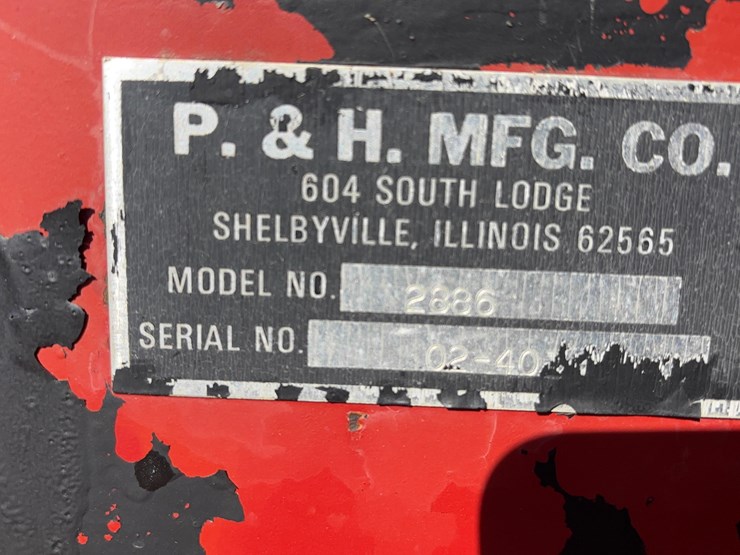 P. & H. MFG. CO.
604 SOUTH LODGE
SHELBYVILLE, ILLINOIS 62565
MODEL NO. 2886
SERIAL NO. 02-40